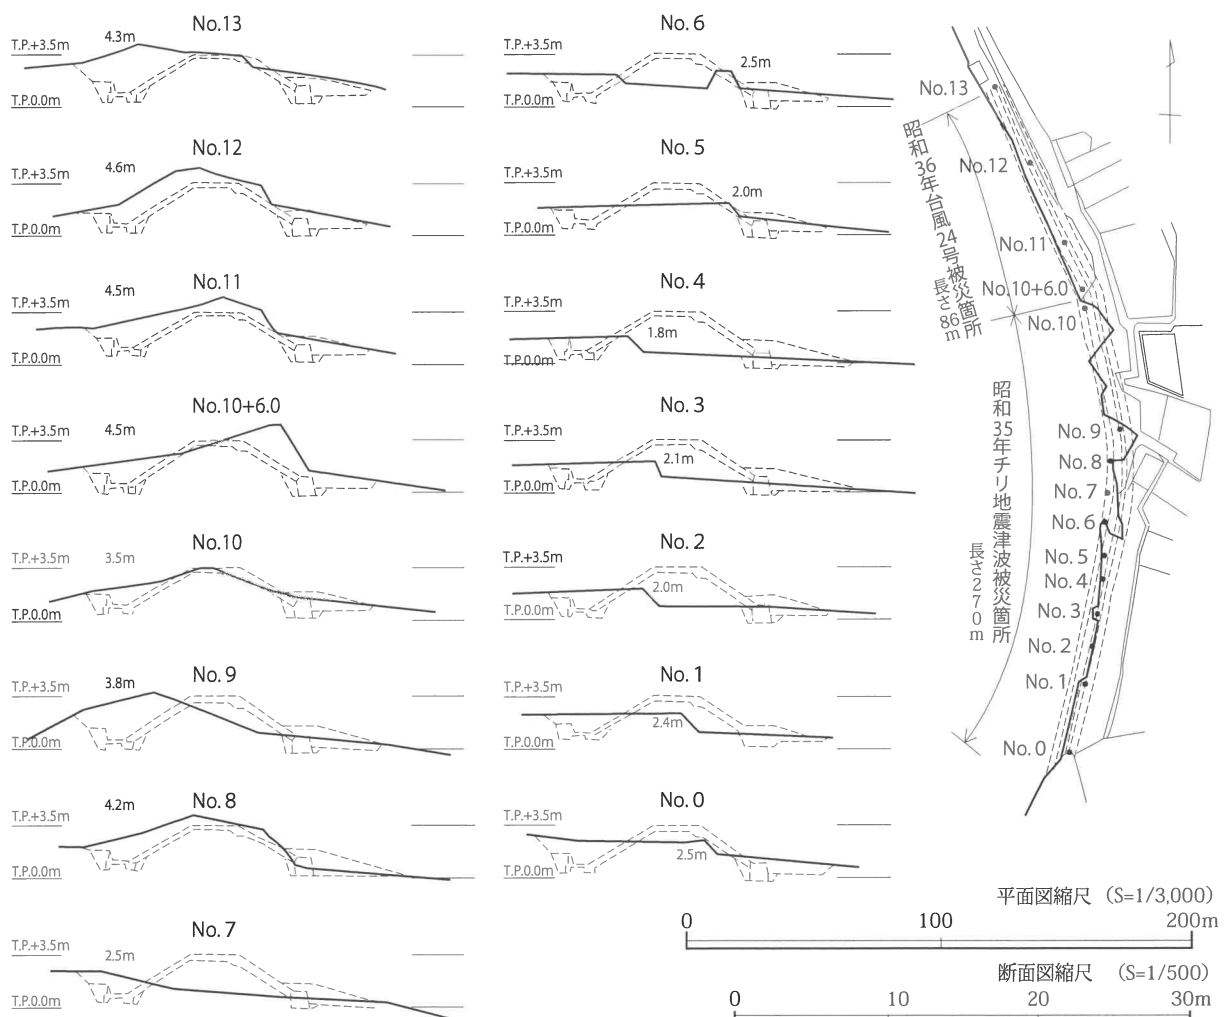 No.13
T.P.+3.5m
4.3m
T.P.0.0m
No.12
T.P.+3.5m
4.6m
T.P.0.0m
No.11
T.P.+3.5m
4.5m
T.P.0.0m
No.10+6.0
T.P.+3.5m
4.5m
T.P.0.0m
No.10
T.P.+3.5m
3.5m
T.P.0.0m
No.9
T.P.+3.5m
3.8m
T.P.0.0m
No.8
T.P.+3.5m
4.2m
T.P.0.0m
No.7
T.P.+3.5m
2.5m
T.P.0.0m
No.6
T.P.+3.5m
2.5m
T.P.0.0m
No.5
T.P.+3.5m
2.0m
T.P.0.0m
No.4
T.P.+3.5m
1.8m
T.P.0.0m
No.3
T.P.+3.5m
2.1m
T.P.0.0m
No.2
T.P.+3.5m
2.0m
T.P.0.0m
No.1
T.P.+3.5m
2.4m
T.P.0.0m
No.0
T.P.+3.5m
2.5m
T.P.0.0m
No.13
No.12
No.11
No.10+6.0
No.10
No.9
No.8
No.7
No.6
No.5
No.4
No.3
No.2
No.1
No.0
昭和36年台風24号被災箇所
長さ86m
昭和35年チリ地震津波被災箇所
長さ270m
平面図縮尺 (S=1/3,000)
0 100 200m
断面図縮尺 (S=1/500)
0 10 20 30m